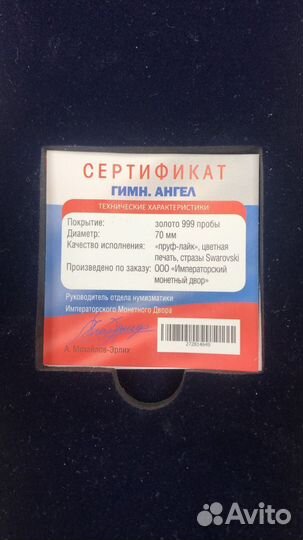 СЕРТИФИКАТ
ГИМН. АНГЕЛ
ТЕХНИЧЕСКИЕ ХАРАКТЕРИСТИКИ
Покрытие: золото 999 пробы
Диаметр: 70 мм
Качество исполнения: «пруф-лайк», цветная
печать, стразы Swarovski
Произведено по заказу: ООО «Императорский
монетный двор»
Руководитель отдела нумизматики
Императорского Монетного Двора
А. Михайлов-Эрлих
272814649
Avito